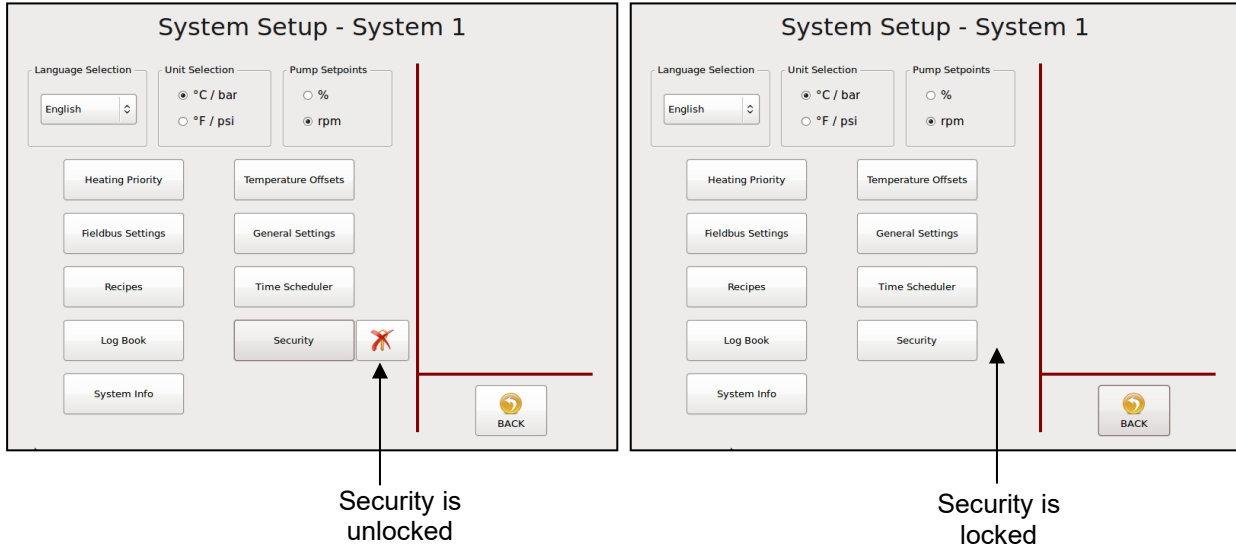 System Setup - System 1
Language Selection
Unit Selection
Pump Setpoints
English
°C / bar
%
°F / psi
rpm
Heating Priority
Temperature Offsets
Fieldbus Settings
General Settings
Recipes
Time Scheduler
Log Book
Security
System Info
BACK
Security is
unlocked
System Setup - System 1
Language Selection
Unit Selection
Pump Setpoints
English
°C / bar
%
°F / psi
rpm
Heating Priority
Temperature Offsets
Fieldbus Settings
General Settings
Recipes
Time Scheduler
Log Book
Security
System Info
BACK
Security is
locked